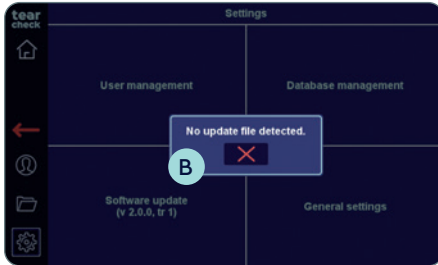 tear
check
Settings
User management
Database management
No update file detected.
B
Software update
(v 2.0.0, tr 1)
General settings